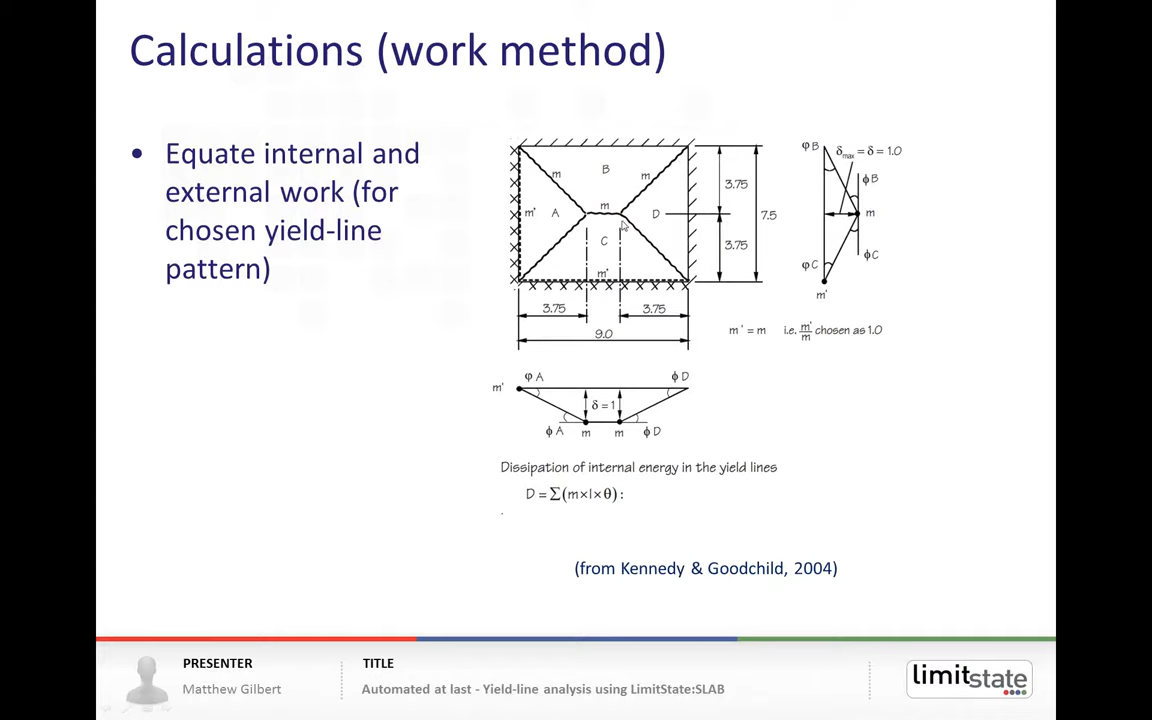 Calculations (work method)
• Equate internal and
external work (for
chosen yield-line
pattern)
B
m
m
m
m'
A
D
C
m'
3.75
3.75
7.5
3.75
3.75
9.0
φB
δmax = δ = 1.0
ϕB
m
ϕC
φC
m'
m' = m i.e. m'/m chosen as 1.0
φA
ϕD
m'
δ = 1
ϕA
m
m
ϕD
Dissipation of internal energy in the yield lines
D = Σ(m×l×θ) :
(from Kennedy & Goodchild, 2004)
PRESENTER
Matthew Gilbert
TITLE
Automated at last - Yield-line analysis using LimitState:SLAB
limitstate